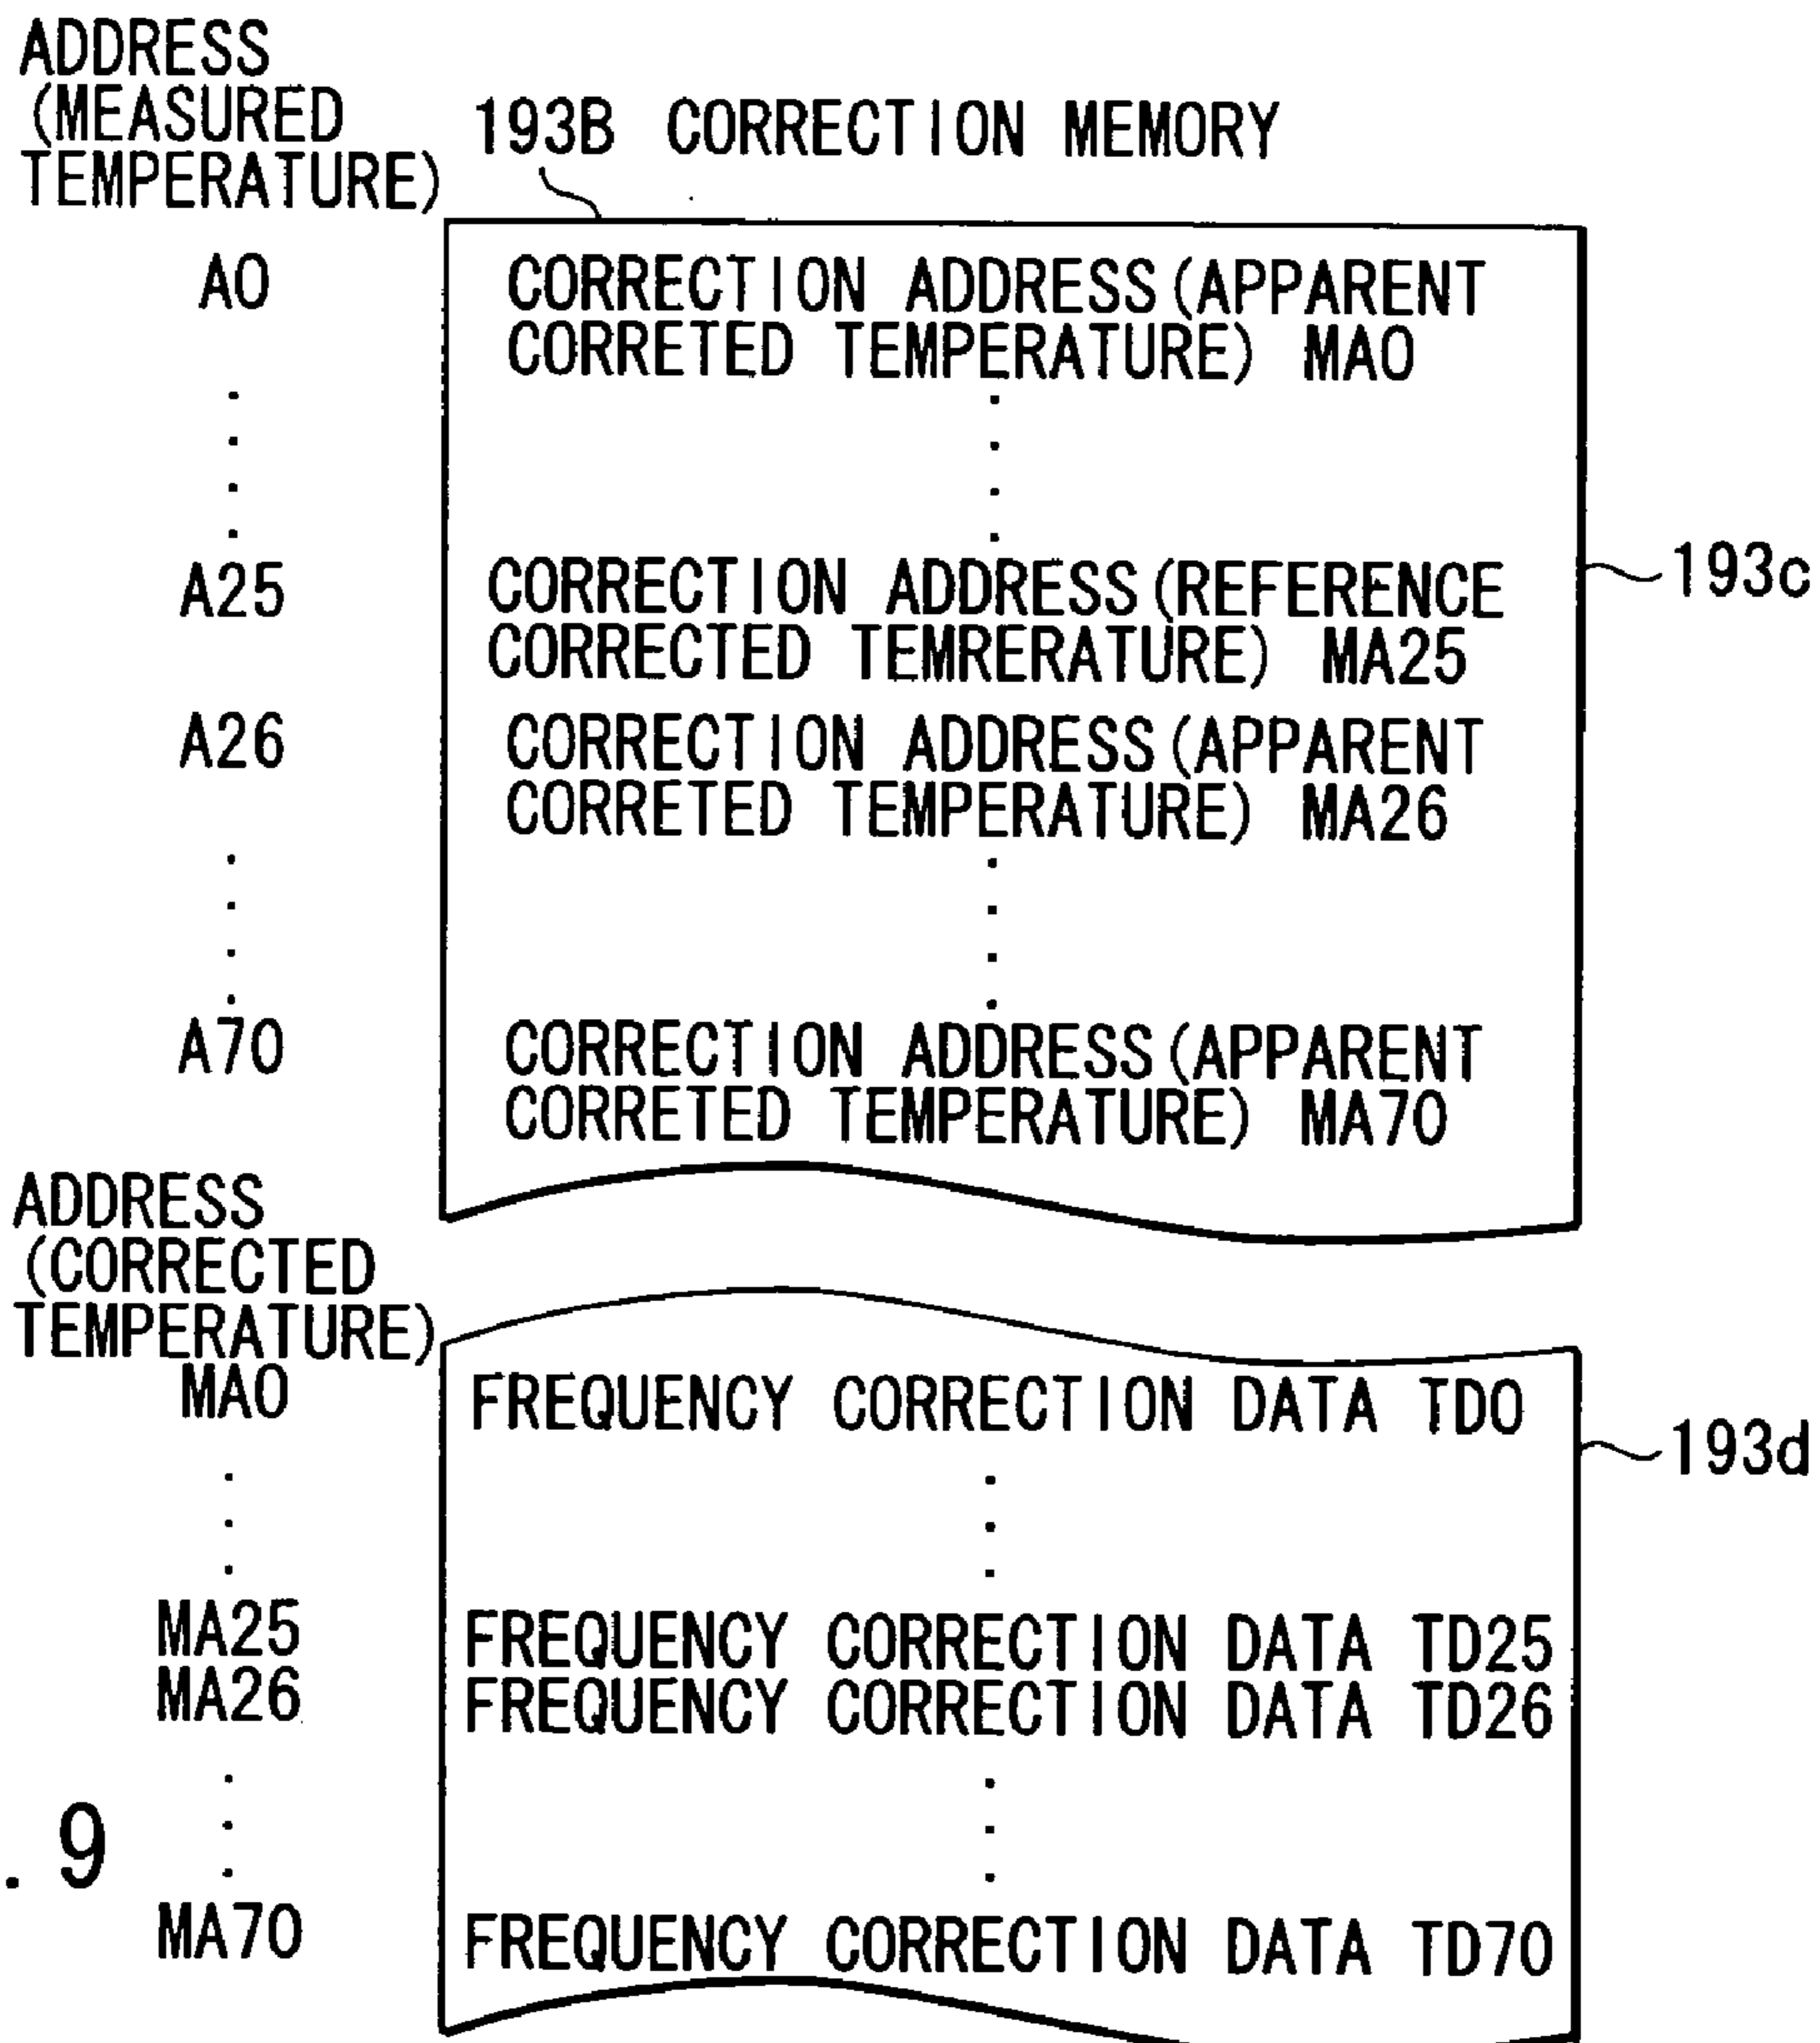 ADDRESS
(MEASURED
TEMPERATURE)
193B CORRECTION MEMORY
A0
CORRECTION ADDRESS(APPARENT
CORRETED TEMPERATURE) MA0
A25
CORRECTION ADDRESS(REFERENCE
CORRECTED TEMRERATURE) MA25
193c
A26
CORRECTION ADDRESS(APPARENT
CORRETED TEMPERATURE) MA26
A70
CORRECTION ADDRESS(APPARENT
CORRETED TEMPERATURE) MA70
ADDRESS
(CORRECTED
TEMPERATURE)
MA0 FREQUENCY CORRECTION DATA TD0
193d
MA25 FREQUENCY CORRECTION DATA TD25
MA26 FREQUENCY CORRECTION DATA TD26
. 9
MA70 FREQUENCY CORRECTION DATA TD70